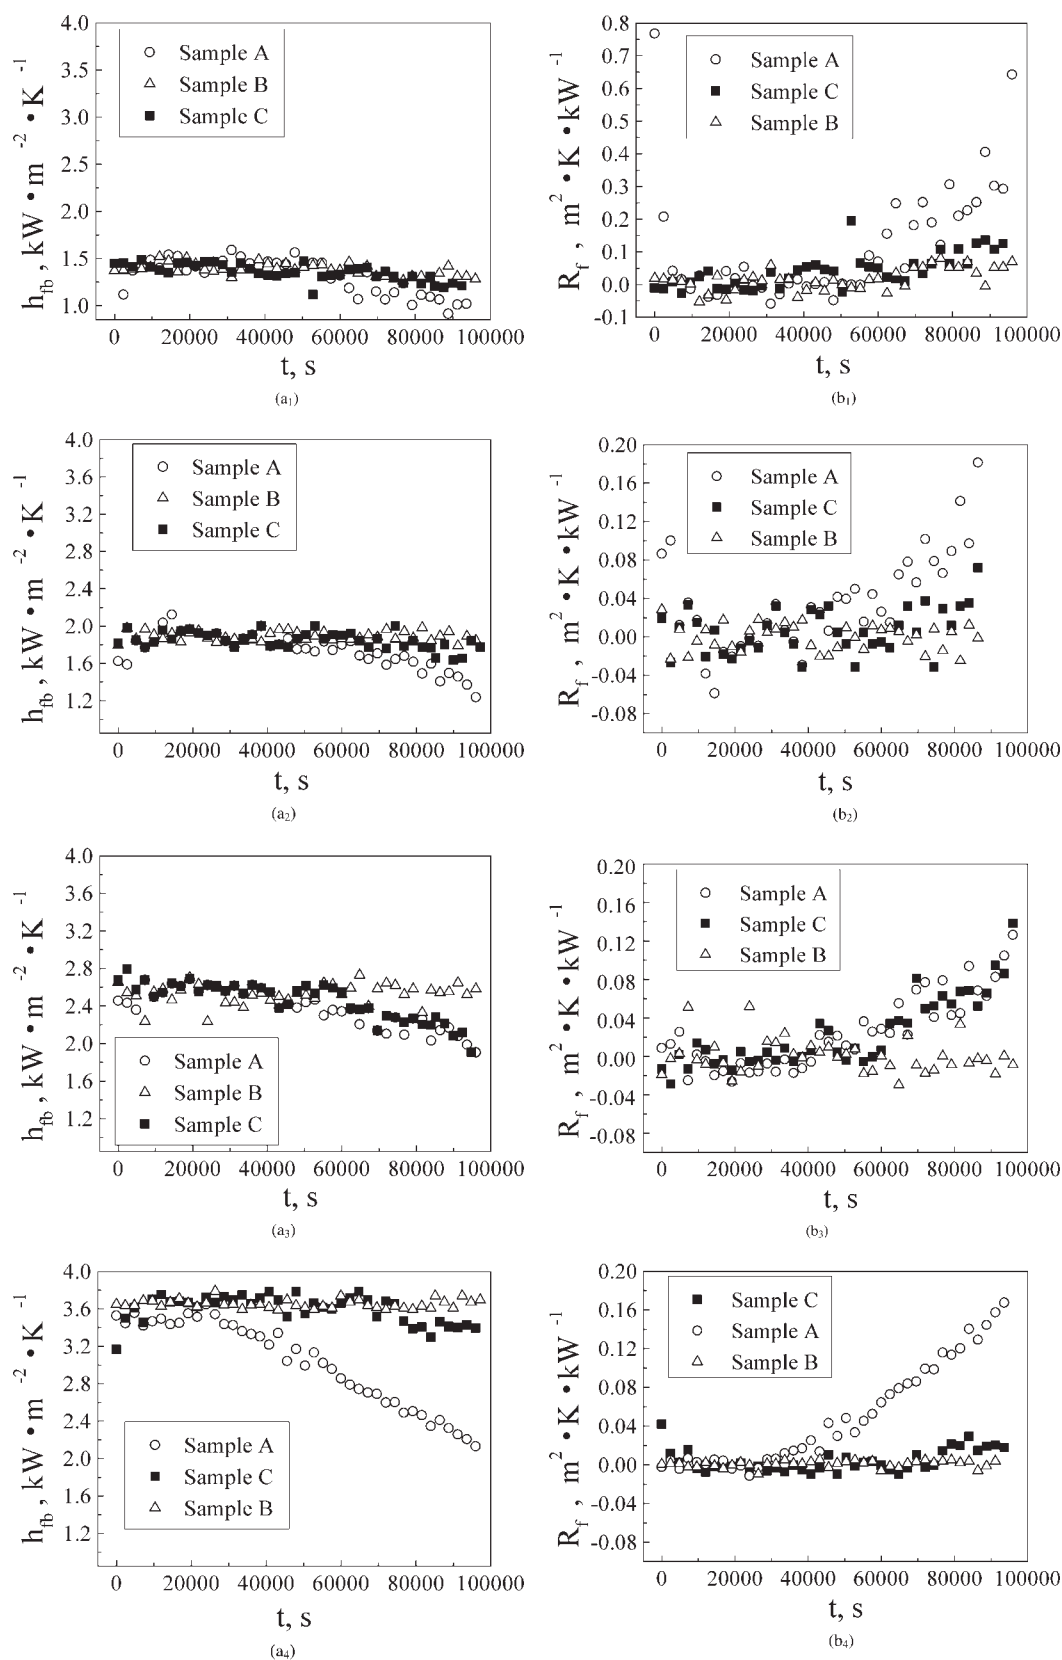 h_fb , kW•m⁻²•K⁻¹
4.0
3.5
3.0
2.5
2.0
1.5
1.0
Sample A
Sample B
Sample C
0 20000 40000 60000 80000 100000
t, s
(a₁)
R_f , m²•K•kW⁻¹
0.8
0.7
0.6
0.5
0.4
0.3
0.2
0.1
0.0
-0.1
Sample A
Sample C
Sample B
0 20000 40000 60000 80000 100000
t, s
(b₁)
h_fb , kW•m⁻²•K⁻¹
4.0
3.6
3.2
2.8
2.4
2.0
1.6
1.2
Sample A
Sample B
Sample C
0 20000 40000 60000 80000 100000
t, s
(a₂)
R_f , m²•K•kW⁻¹
0.20
0.16
0.12
0.08
0.04
0.00
-0.04
-0.08
Sample A
Sample C
Sample B
0 20000 40000 60000 80000 100000
t, s
(b₂)
h_fb , kW•m⁻²•K⁻¹
4.0
3.6
3.2
2.8
2.4
2.0
1.6
1.2
Sample A
Sample B
Sample C
0 20000 40000 60000 80000 100000
t, s
(a₃)
R_f , m²•K•kW⁻¹
0.20
0.16
0.12
0.08
0.04
0.00
-0.04
-0.08
Sample A
Sample C
Sample B
0 20000 40000 60000 80000 100000
t, s
(b₃)
h_fb , kW•m⁻²•K⁻¹
4.0
3.6
3.2
2.8
2.4
2.0
1.6
1.2
Sample A
Sample C
Sample B
0 20000 40000 60000 80000 100000
t, s
(a₄)
R_f , m²•K•kW⁻¹
0.20
0.16
0.12
0.08
0.04
0.00
-0.04
-0.08
Sample C
Sample A
Sample B
0 20000 40000 60000 80000 100000
t, s
(b₄)